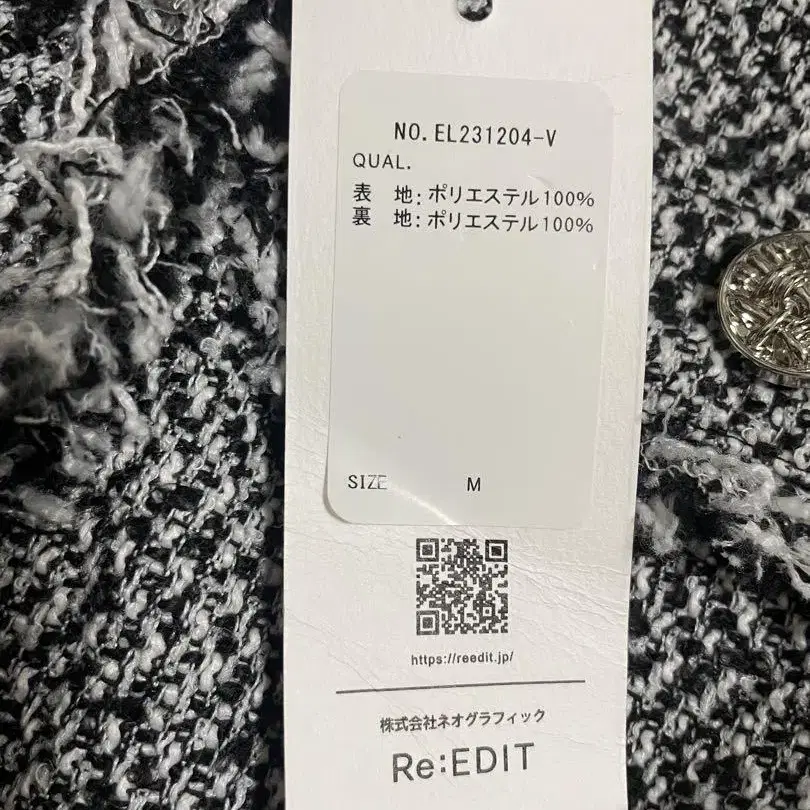 NO. EL231204-V
QUAL.
表 地: ポリエステル100%
裏 地: ポリエステル100%
SIZE M
https://reedit.jp/
株式会社ネオグラフィック
Re:EDIT